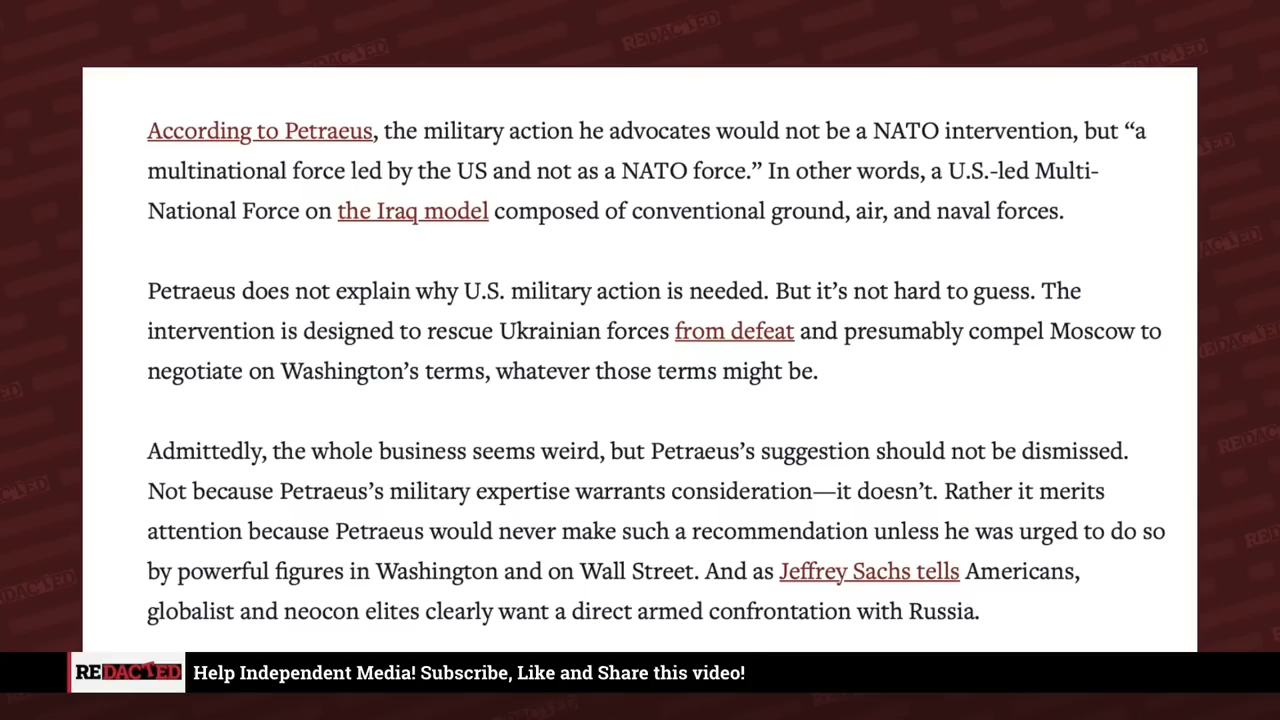 According to Petraeus, the military action he advocates would not be a NATO intervention, but “a
multinational force led by the US and not as a NATO force.” In other words, a U.S.-led Multi-
National Force on the Iraq model composed of conventional ground, air, and naval forces.
Petraeus does not explain why U.S. military action is needed. But it’s not hard to guess. The
intervention is designed to rescue Ukrainian forces from defeat and presumably compel Moscow to
negotiate on Washington’s terms, whatever those terms might be.
Admittedly, the whole business seems weird, but Petraeus’s suggestion should not be dismissed.
Not because Petraeus’s military expertise warrants consideration—it doesn’t. Rather it merits
attention because Petraeus would never make such a recommendation unless he was urged to do so
by powerful figures in Washington and on Wall Street. And as Jeffrey Sachs tells Americans,
globalist and neocon elites clearly want a direct armed confrontation with Russia.
REDACTED Help Independent Media! Subscribe, Like and Share this video!